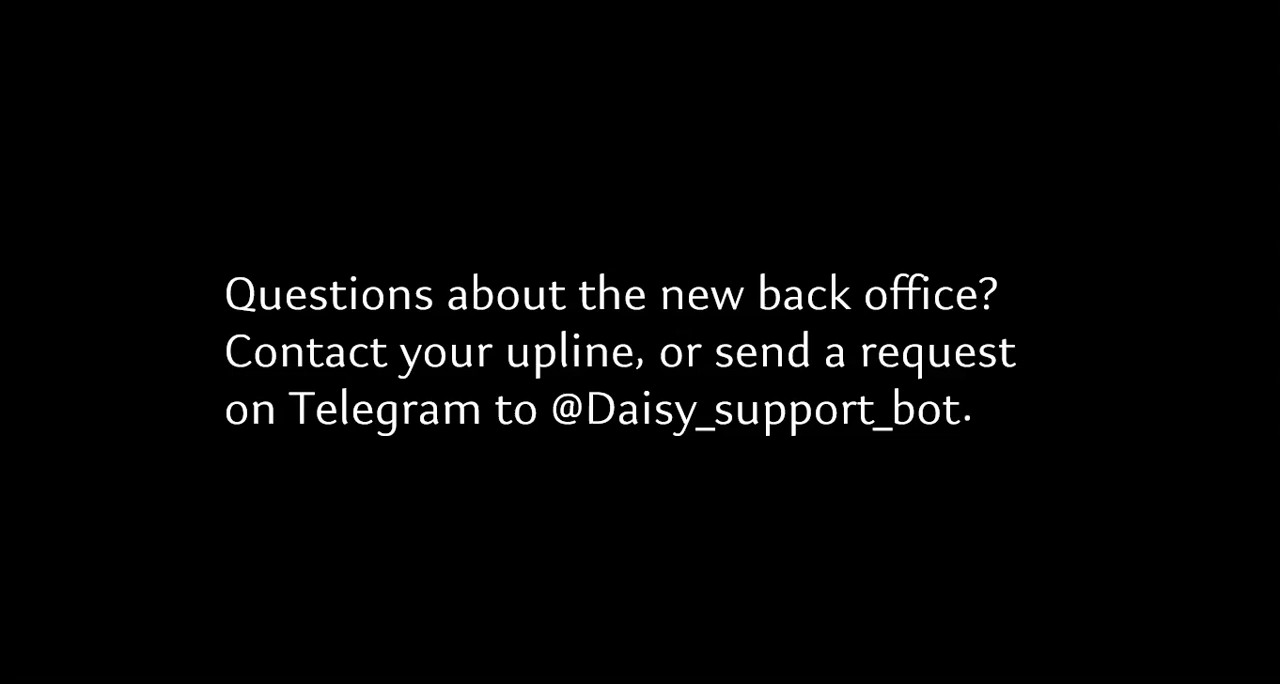 Questions about the new back office?
Contact your upline, or send a request
on Telegram to @Daisy_support_bot.